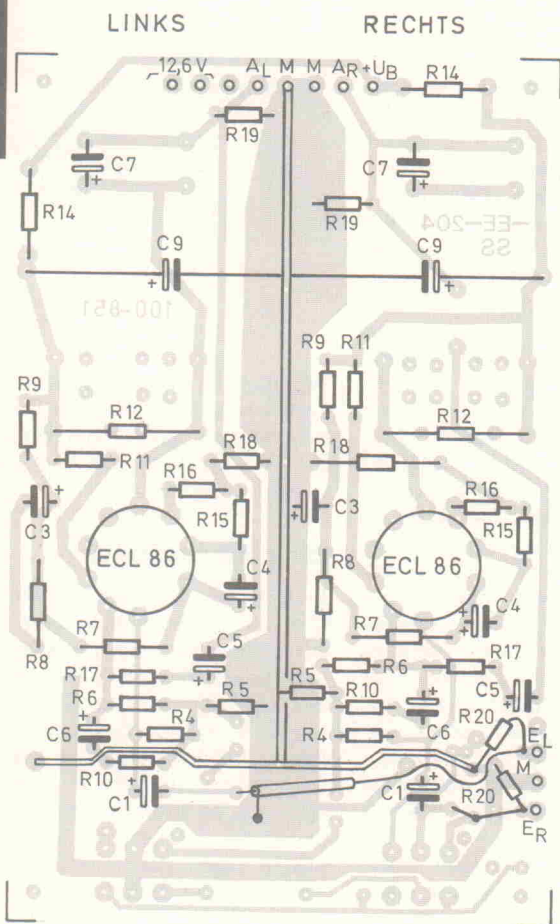 LINKS RECHTS
12,6 V AL M M AR +UB R14
R19
C7 C7
R14 R19
-EE-204
SS
C9 C9
+ +
100-851
R9 R11
R9 R12 R12
R11 R18 R18
R16 R16
C3 R15 C3 R15
ECL 86 ECL 86
C4 R8 C4
R7 R7
R8 C5 R17
R17 R6
R6 R5 R5 R10 C5
C6 R4 R4 C6 R20 EL
R10 M
C1 C1 R20
ER